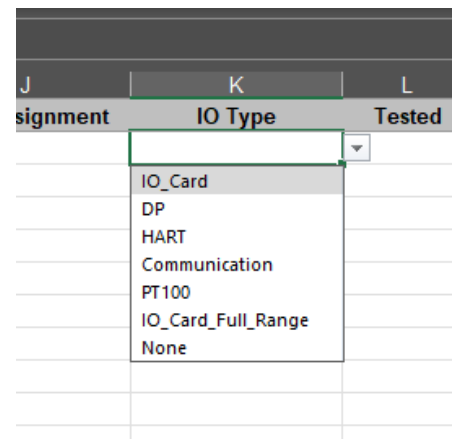 J K L
signment IO Type Tested
IO_Card
DP
HART
Communication
PT100
IO_Card_Full_Range
None